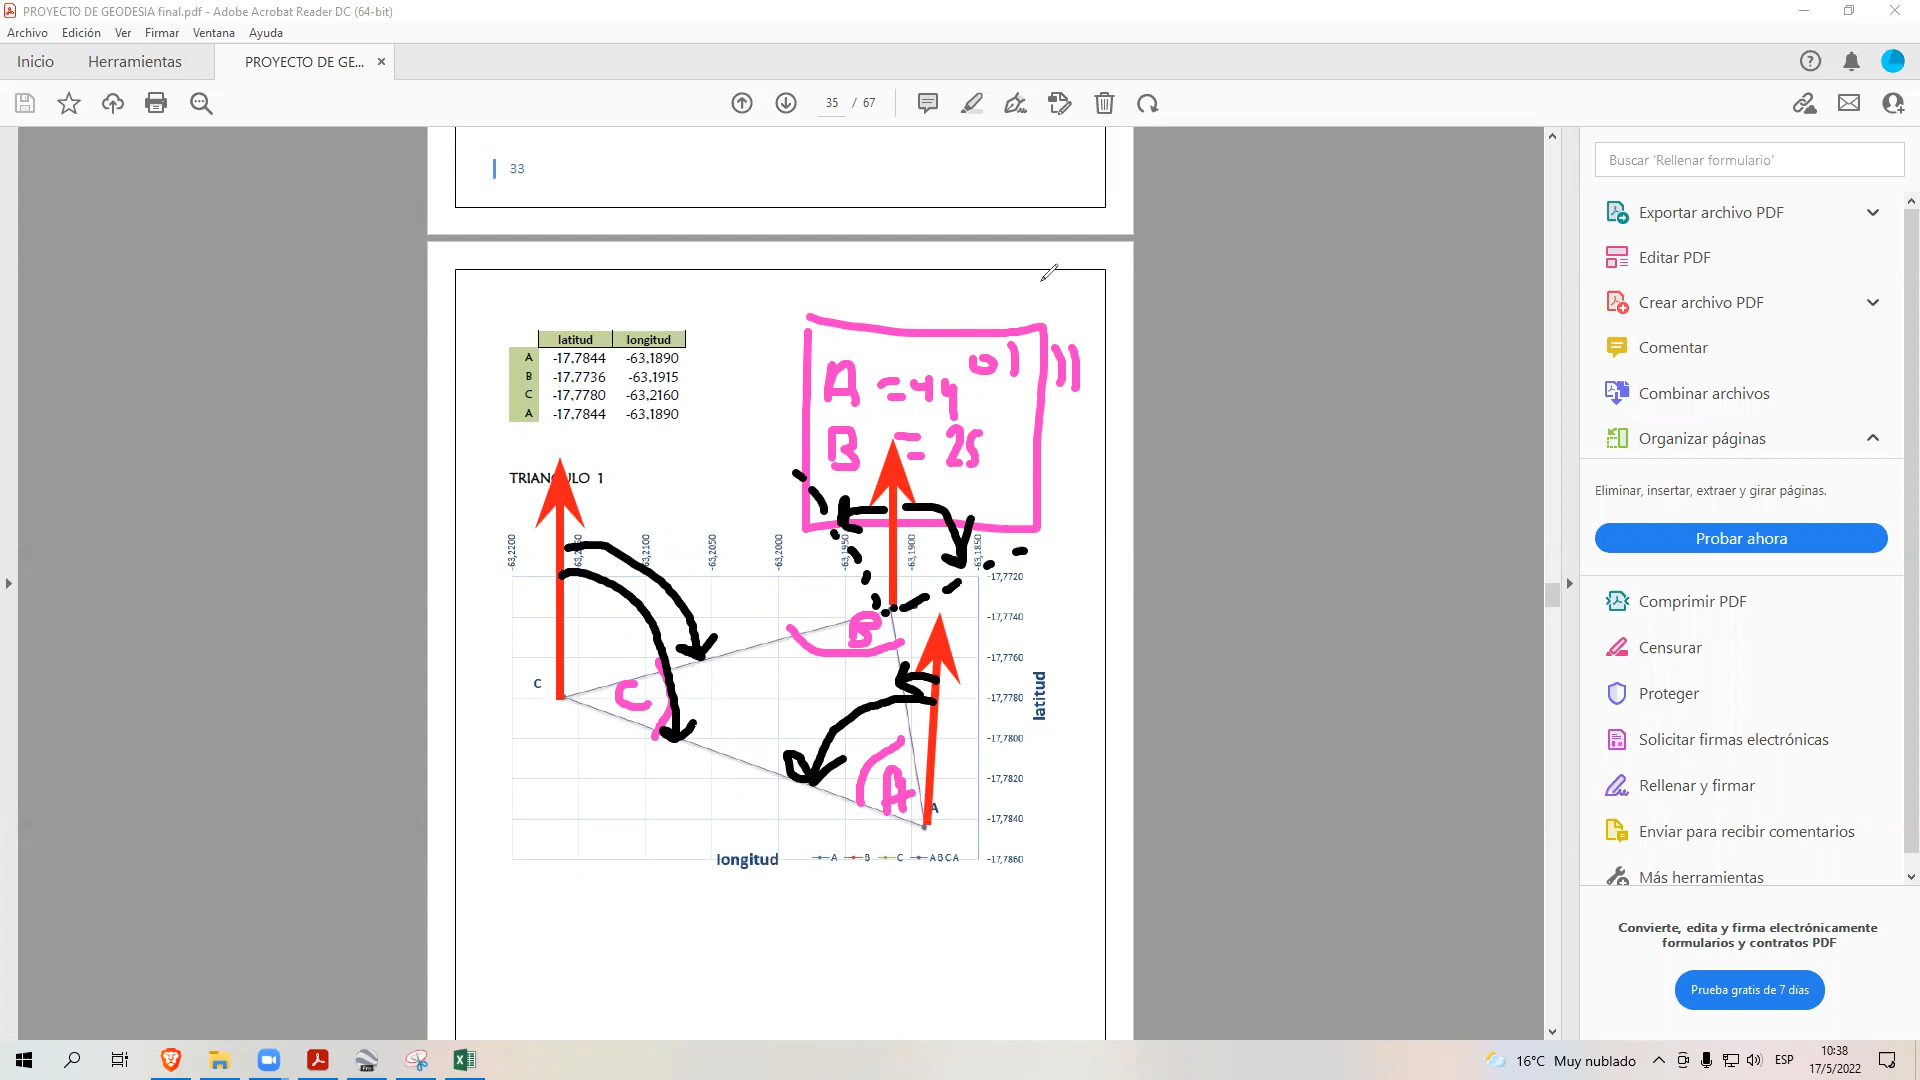 PROYECTO DE GEODESIA final.pdf - Adobe Acrobat Reader DC (64-bit)
Archivo Edición Ver Firmar Ventana Ayuda
Inicio Herramientas PROYECTO DE GE... ×
35 / 67
33
latitud longitud
A -17,7844 -63,1890
B -17,7736 -63,1915
C -17,7780 -63,2160
A -17,7844 -63,1890
A = 44 ° ' "
B = 25
TRIANGULO 1
-63,2200 -63,2100 -63,2050 -63,2000 -63,1950 -63,1900 -63,1850
-17,7720
-17,7740
-17,7760
-17,7780
-17,7800
-17,7820
-17,7840
-17,7860
latitud
B
C
C
A
A
longitud
A B C A B C A
Buscar 'Rellenar formulario'
Exportar archivo PDF
Editar PDF
Crear archivo PDF
Comentar
Combinar archivos
Organizar páginas
Eliminar, insertar, extraer y girar páginas.
Probar ahora
Comprimir PDF
Censurar
Proteger
Solicitar firmas electrónicas
Rellenar y firmar
Enviar para recibir comentarios
Más herramientas
Convierte, edita y firma electrónicamente
formularios y contratos PDF
Prueba gratis de 7 días
16°C Muy nublado ESP 10:38
17/5/2022